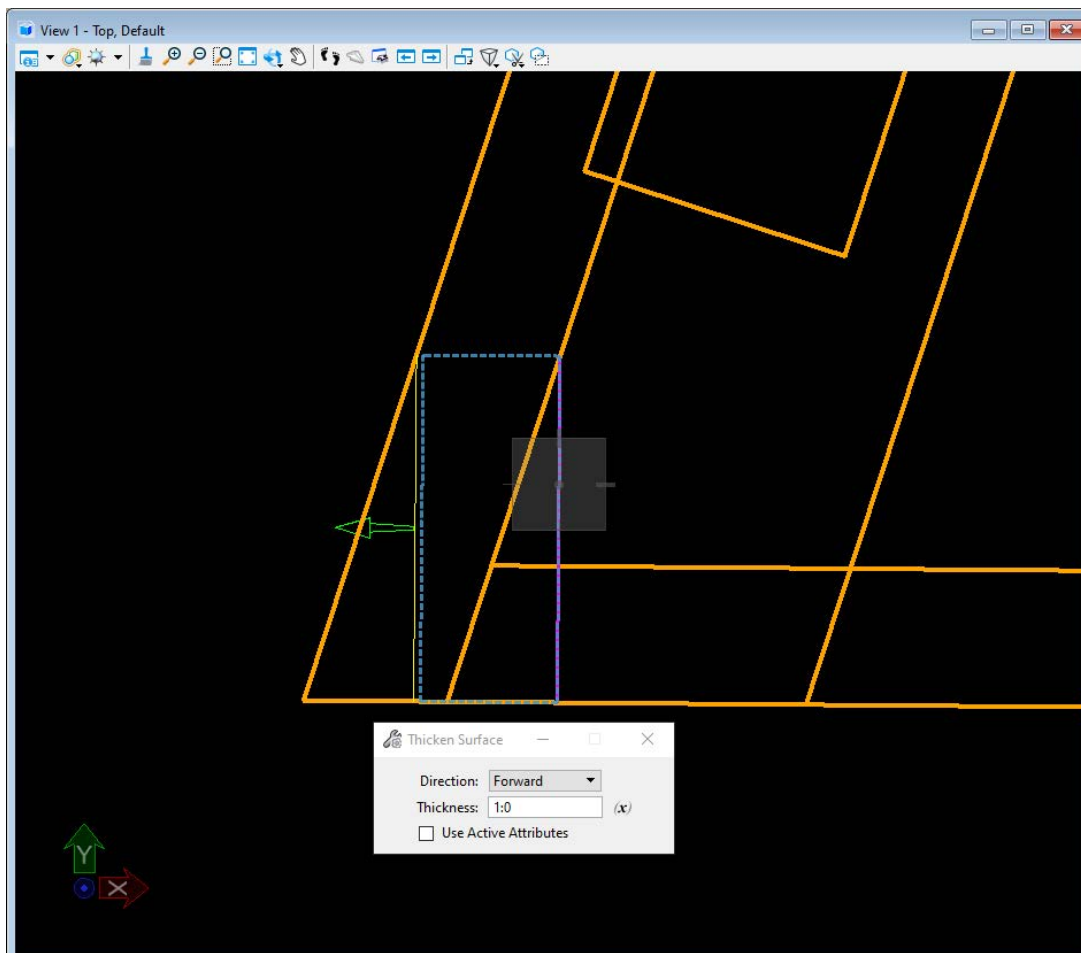 View 1 - Top, Default
Thicken Surface
Direction: Forward
Thickness: 1:0 (x)
Use Active Attributes
Y
X